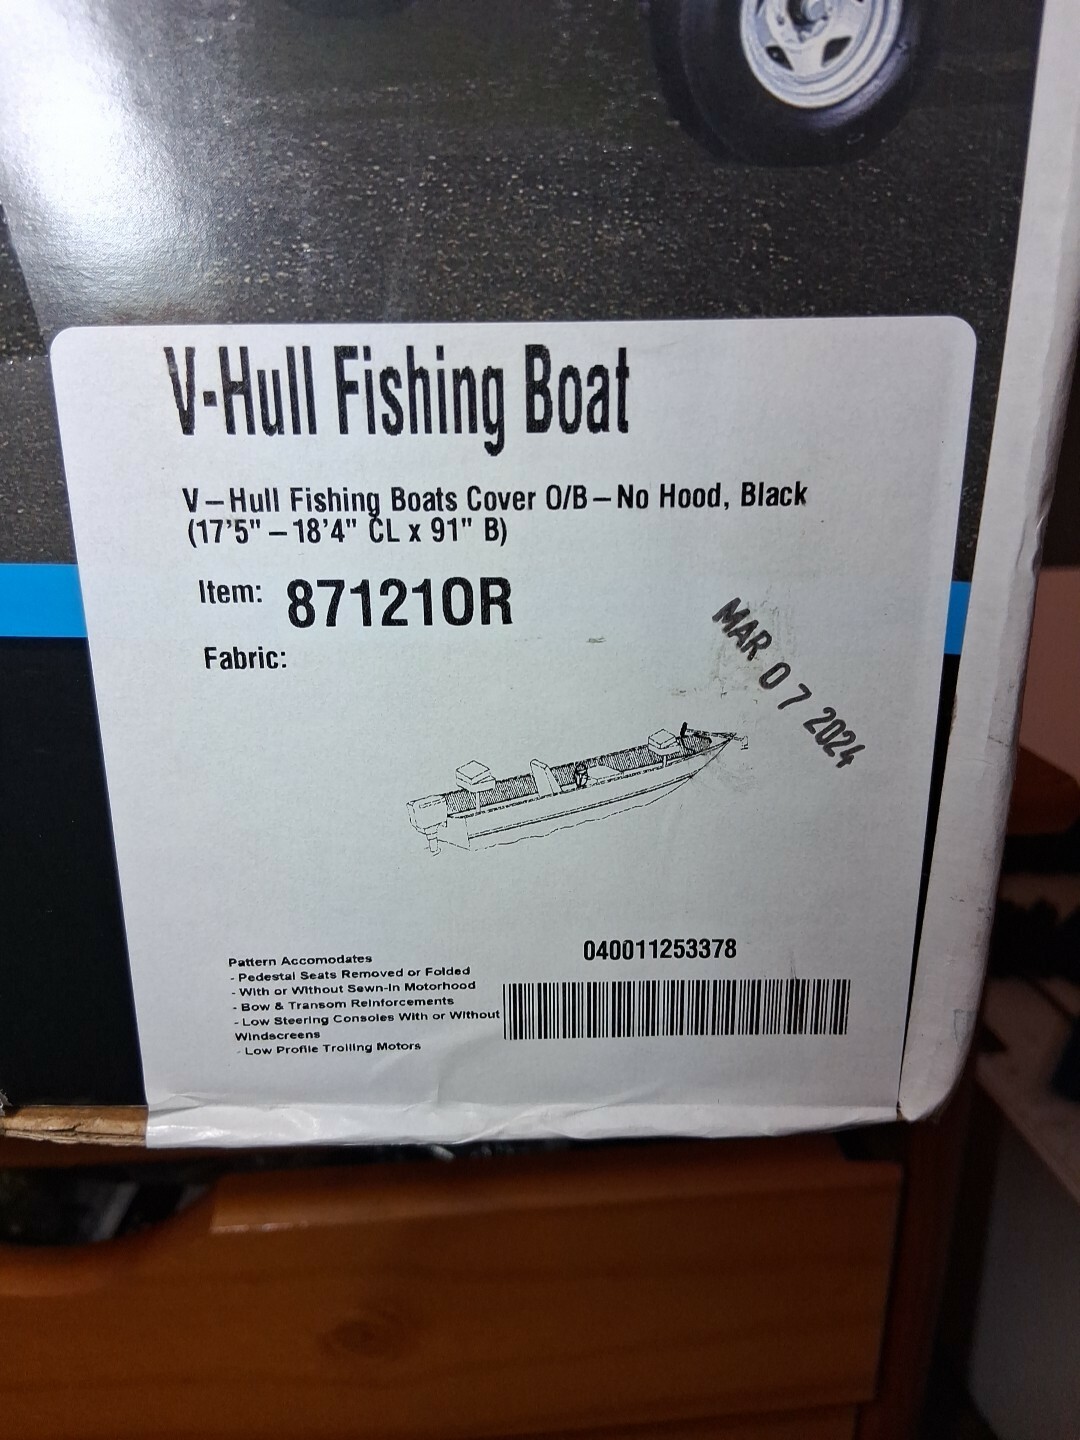 V-Hull Fishing Boat
V-Hull Fishing Boats Cover O/B-No Hood, Black
(17'5" - 18'4" CL x 91" B)
Item: 87121OR
Fabric:
MAR 07 2024
040011253378
Pattern Accomodates
- Pedestal Seats Removed or Folded
- With or Without Sewn-In Motorhood
- Bow & Transom Reinforcements
- Low Steering Consoles With or Without
Windscreens
- Low Profile Trolling Motors